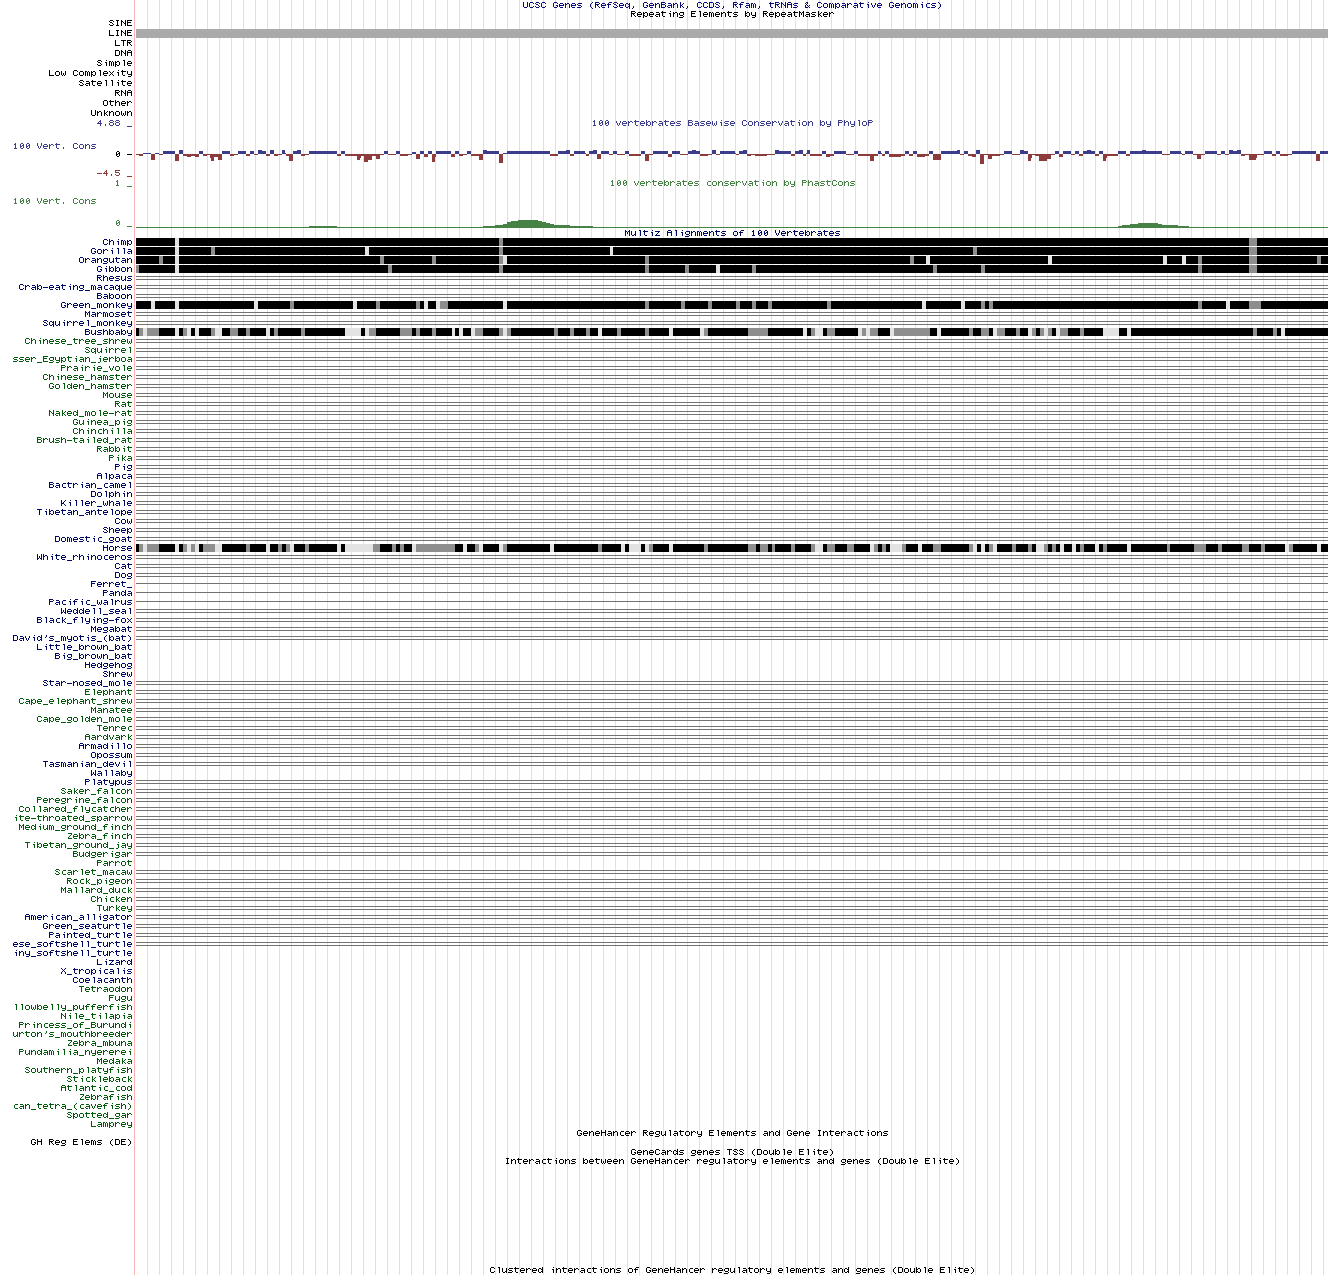 UCSC Genes (RefSeq, GenBank, CCDS, Rfam, tRNAs & Comparative Genomics)
Repeating Elements by RepeatMasker
SINE
LINE
LTR
DNA
Simple
Low Complexity
Satellite
RNA
Other
Unknown
4.88 _
100 vertebrates Basewise Conservation by PhyloP
100 Vert. Cons
0 -
-4.5 _
1 _
100 vertebrates conservation by PhastCons
100 Vert. Cons
0 _
Multiz Alignments of 100 Vertebrates
Chimp
Gorilla
Orangutan
Gibbon
Rhesus
Crab-eating_macaque
Baboon
Green_monkey
Marmoset
Squirrel_monkey
Bushbaby
Chinese_tree_shrew
Squirrel
sser_Egyptian_jerboa
Prairie_vole
Chinese_hamster
Golden_hamster
Mouse
Rat
Naked_mole-rat
Guinea_pig
Chinchilla
Brush-tailed_rat
Rabbit
Pika
Pig
Alpaca
Bactrian_camel
Dolphin
Killer_whale
Tibetan_antelope
Cow
Sheep
Domestic_goat
Horse
White_rhinoceros
Cat
Dog
Ferret_
Panda
Pacific_walrus
Weddell_seal
Black_flying-fox
Megabat
David's_myotis_(bat)
Little_brown_bat
Big_brown_bat
Hedgehog
Shrew
Star-nosed_mole
Elephant
Cape_elephant_shrew
Manatee
Cape_golden_mole
Tenrec
Aardvark
Armadillo
Opossum
Tasmanian_devil
Wallaby
Platypus
Saker_falcon
Peregrine_falcon
Collared_flycatcher
ite-throated_sparrow
Medium_ground_finch
Zebra_finch
Tibetan_ground_jay
Budgerigar
Parrot
Scarlet_macaw
Rock_pigeon
Mallard_duck
Chicken
Turkey
American_alligator
Green_seaturtle
Painted_turtle
ese_softshell_turtle
iny_softshell_turtle
Lizard
X_tropicalis
Coelacanth
Tetraodon
Fugu
llowbelly_pufferfish
Nile_tilapia
Princess_of_Burundi
urton's_mouthbreeder
Zebra_mbuna
Pundamilia_nyererei
Medaka
Southern_platyfish
Stickleback
Atlantic_cod
Zebrafish
can_tetra_(cavefish)
Spotted_gar
Lamprey
GeneHancer Regulatory Elements and Gene Interactions
GH Reg Elems (DE)
GeneCards genes TSS (Double Elite)
Interactions between GeneHancer regulatory elements and genes (Double Elite)
Clustered interactions of GeneHancer regulatory elements and genes (Double Elite)